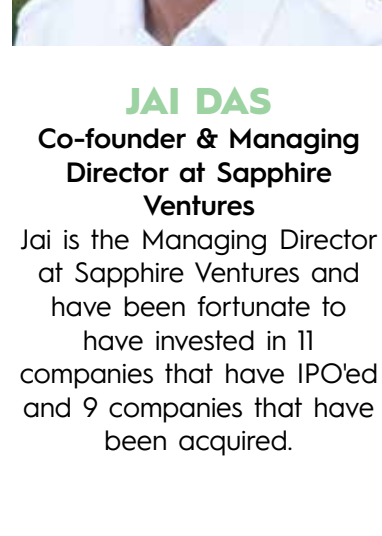 JAI DAS
Co-founder & Managing
Director at Sapphire
Ventures
Jai is the Managing Director
at Sapphire Ventures and
have been fortunate to
have invested in 11
companies that have IPO'ed
and 9 companies that have
been acquired.